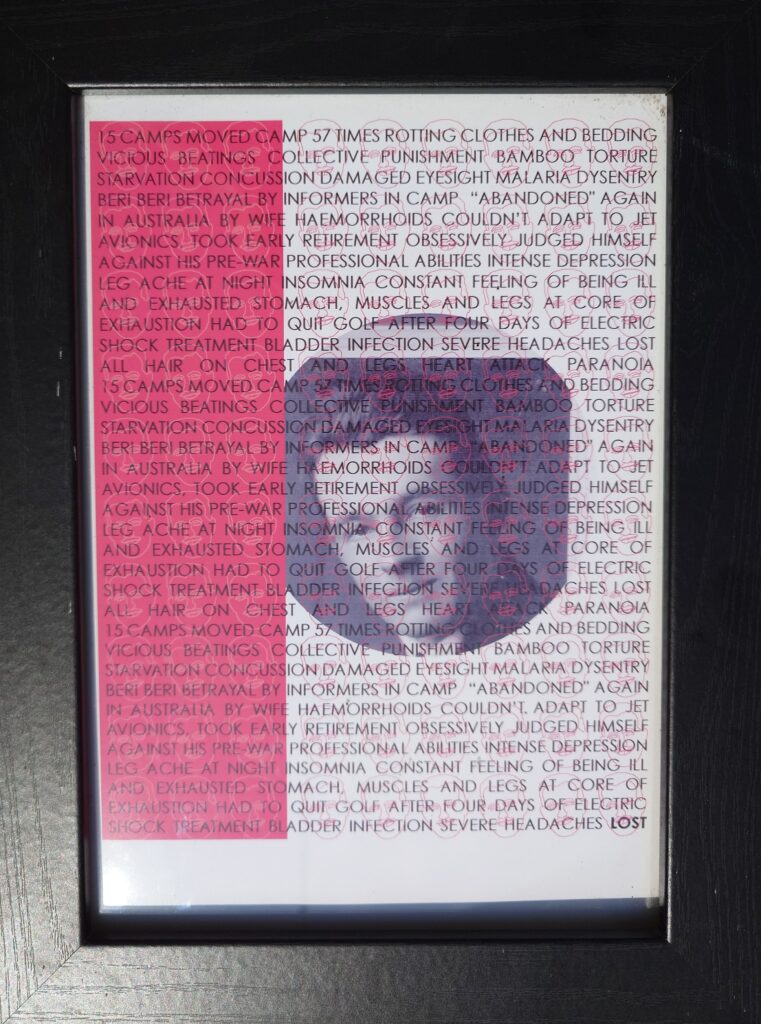 15 CAMPS MOVED CAMP 57 TIMES ROTTING CLOTHES AND BEDDING
VICIOUS BEATINGS COLLECTIVE PUNISHMENT BAMBOO TORTURE
STARVATION CONCUSSION DAMAGED EYESIGHT MALARIA DYSENTRY
BERI BERI BETRAYAL BY INFORMERS IN CAMP "ABANDONED" AGAIN
IN AUSTRALIA BY WIFE HAEMORRHOIDS COULDN'T ADAPT TO JET
AVIONICS, TOOK EARLY RETIREMENT OBSESSIVELY JUDGED HIMSELF
AGAINST HIS PRE-WAR PROFESSIONAL ABILITIES INTENSE DEPRESSION
LEG ACHE AT NIGHT INSOMNIA CONSTANT FEELING OF BEING ILL
AND EXHAUSTED STOMACH, MUSCLES AND LEGS AT CORE OF
EXHAUSTION HAD TO QUIT GOLF AFTER FOUR DAYS OF ELECTRIC
SHOCK TREATMENT BLADDER INFECTION SEVERE HEADACHES LOST
ALL HAIR ON CHEST AND LEGS HEART ATTACK PARANOIA
15 CAMPS MOVED CAMP 57 TIMES ROTTING CLOTHES AND BEDDING
VICIOUS BEATINGS COLLECTIVE PUNISHMENT BAMBOO TORTURE
STARVATION CONCUSSION DAMAGED EYESIGHT MALARIA DYSENTRY
BERI BERI BETRAYAL BY INFORMERS IN CAMP "ABANDONED" AGAIN
IN AUSTRALIA BY WIFE HAEMORRHOIDS COULDN'T ADAPT TO JET
AVIONICS, TOOK EARLY RETIREMENT OBSESSIVELY JUDGED HIMSELF
AGAINST HIS PRE-WAR PROFESSIONAL ABILITIES INTENSE DEPRESSION
LEG ACHE AT NIGHT INSOMNIA CONSTANT FEELING OF BEING ILL
AND EXHAUSTED STOMACH, MUSCLES AND LEGS AT CORE OF
EXHAUSTION HAD TO QUIT GOLF AFTER FOUR DAYS OF ELECTRIC
SHOCK TREATMENT BLADDER INFECTION SEVERE HEADACHES LOST
ALL HAIR ON CHEST AND LEGS HEART ATTACK PARANOIA
15 CAMPS MOVED CAMP 57 TIMES ROTTING CLOTHES AND BEDDING
VICIOUS BEATINGS COLLECTIVE PUNISHMENT BAMBOO TORTURE
STARVATION CONCUSSION DAMAGED EYESIGHT MALARIA DYSENTRY
BERI BERI BETRAYAL BY INFORMERS IN CAMP "ABANDONED" AGAIN
IN AUSTRALIA BY WIFE HAEMORRHOIDS COULDN'T ADAPT TO JET
AVIONICS, TOOK EARLY RETIREMENT OBSESSIVELY JUDGED HIMSELF
AGAINST HIS PRE-WAR PROFESSIONAL ABILITIES INTENSE DEPRESSION
LEG ACHE AT NIGHT INSOMNIA CONSTANT FEELING OF BEING ILL
AND EXHAUSTED STOMACH, MUSCLES AND LEGS AT CORE OF
EXHAUSTION HAD TO QUIT GOLF AFTER FOUR DAYS OF ELECTRIC
SHOCK TREATMENT BLADDER INFECTION SEVERE HEADACHES LOST